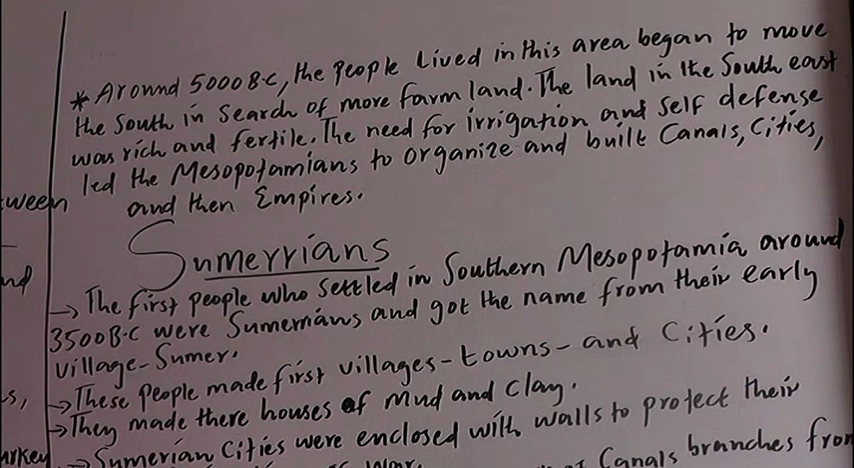 * Around 5000 B.C, the people Lived in this area began to move
the South in search of more farm land. The land in the South east
was rich and fertile. The need for irrigation and self defense
led the Mesopotamians to organize and built Canals, Cities,
and then Empires.
ween
Sumerrians
nd
→ The first people who settled in Southern Mesopotamia around
3500 B.C were Sumerrians and got the name from their early
village - Sumer.
→ These people made first villages - towns - and Cities.
s,
→ They made there houses of mud and clay.
arkey
→ Sumerian Cities were enclosed with walls to protect their
War.
Canals branches from